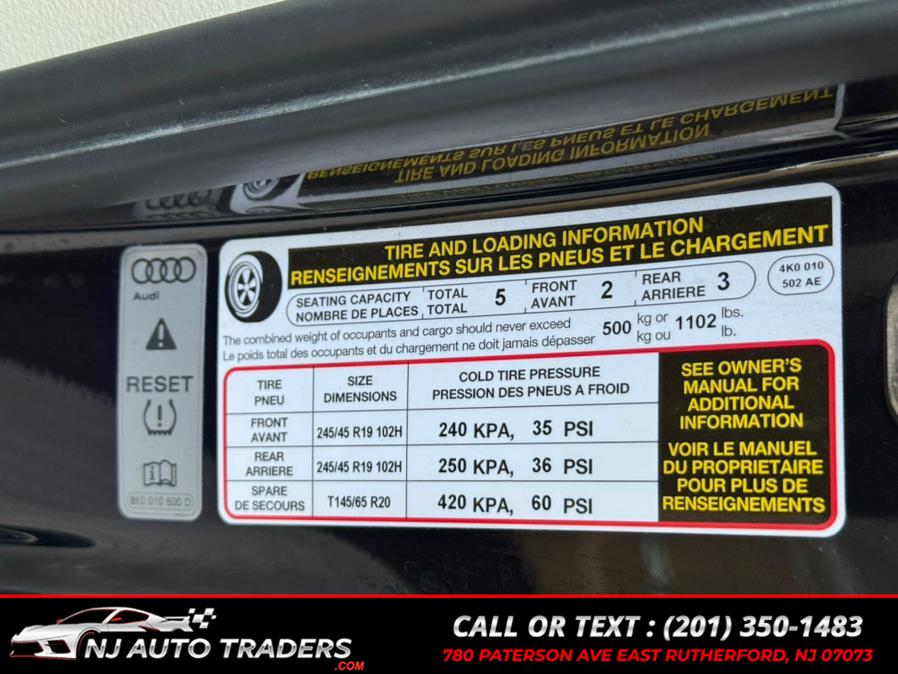 RENSEIGNEMENTS SUR LES PNEUS ET LE CHARGEMENT
TIRE AND LOADING INFORMATION
Audi
RESET
8K0 010 500 D
TIRE AND LOADING INFORMATION
RENSEIGNEMENTS SUR LES PNEUS ET LE CHARGEMENT
SEATING CAPACITY TOTAL 5 FRONT 2 REAR 3
NOMBRE DE PLACES TOTAL AVANT ARRIERE
4K0 010
502 AE
The combined weight of occupants and cargo should never exceed 500 kg or 1102 lbs.
Le poids total des occupants et du chargement ne doit jamais dépasser kg ou lb.
TIRE SIZE COLD TIRE PRESSURE
PNEU DIMENSIONS PRESSION DES PNEUS A FROID
FRONT
AVANT 245/45 R19 102H 240 KPA, 35 PSI
REAR
ARRIERE 245/45 R19 102H 250 KPA, 36 PSI
SPARE
DE SECOURS T145/65 R20 420 KPA, 60 PSI
SEE OWNER'S
MANUAL FOR
ADDITIONAL
INFORMATION
VOIR LE MANUEL
DU PROPRIETAIRE
POUR PLUS DE
RENSEIGNEMENTS
NJ AUTO TRADERS
.COM
CALL OR TEXT : (201) 350-1483
780 PATERSON AVE EAST RUTHERFORD, NJ 07073